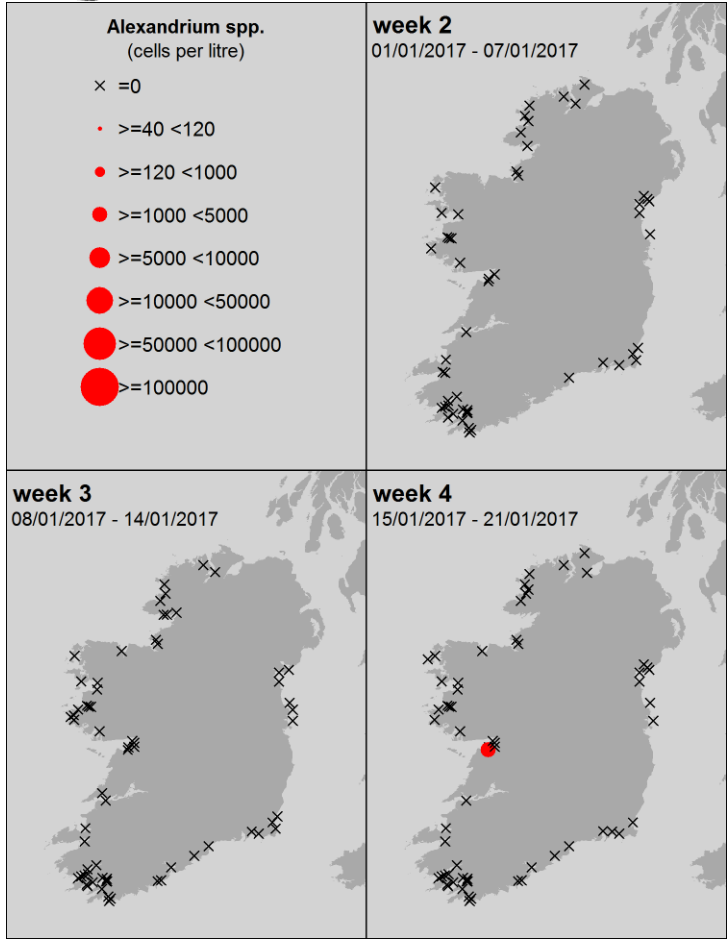 Alexandrium spp.
(cells per litre)
=0
>=40 <120
>=120 <1000
>=1000 <5000
>=5000 <10000
>=10000 <50000
>=50000 <100000
>=100000
week 2
01/01/2017 - 07/01/2017
week 3
08/01/2017 - 14/01/2017
week 4
15/01/2017 - 21/01/2017